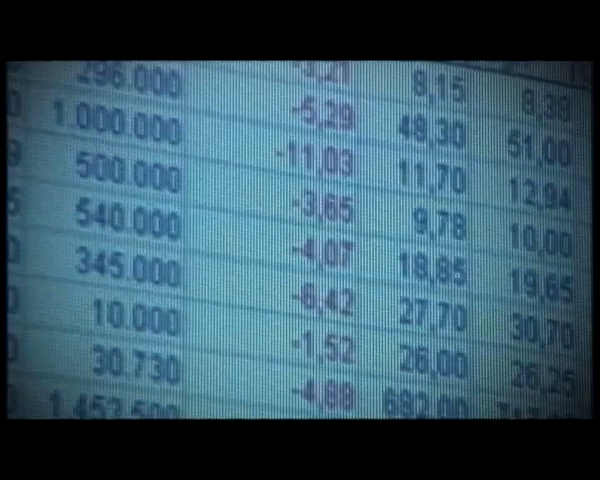 8,15 8,39
296.000 -5,29 48,30 51,00
1.000.000 -11,03 11,70 12,94
500.000 -3,65 9,78 10,00
540.000 -4,07 18,85 19,65
345.000 -6,42 27,70 30,70
10.000 -1,52 26,00 26,25
30.730 -4,88 692,00